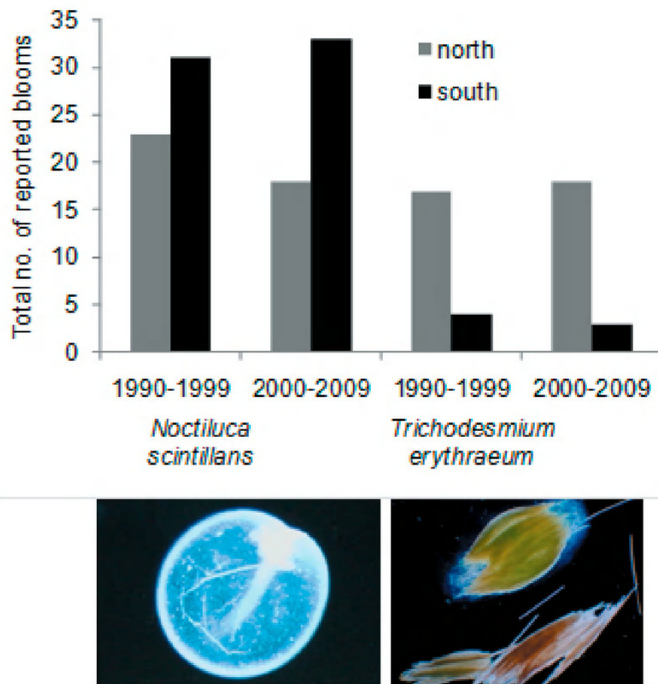 Total no. of reported blooms
35
30
25
20
15
10
5
0
north
south
1990-1999 2000-2009 1990-1999 2000-2009
Noctiluca
scintillans
Trichodesmium
erythraeum